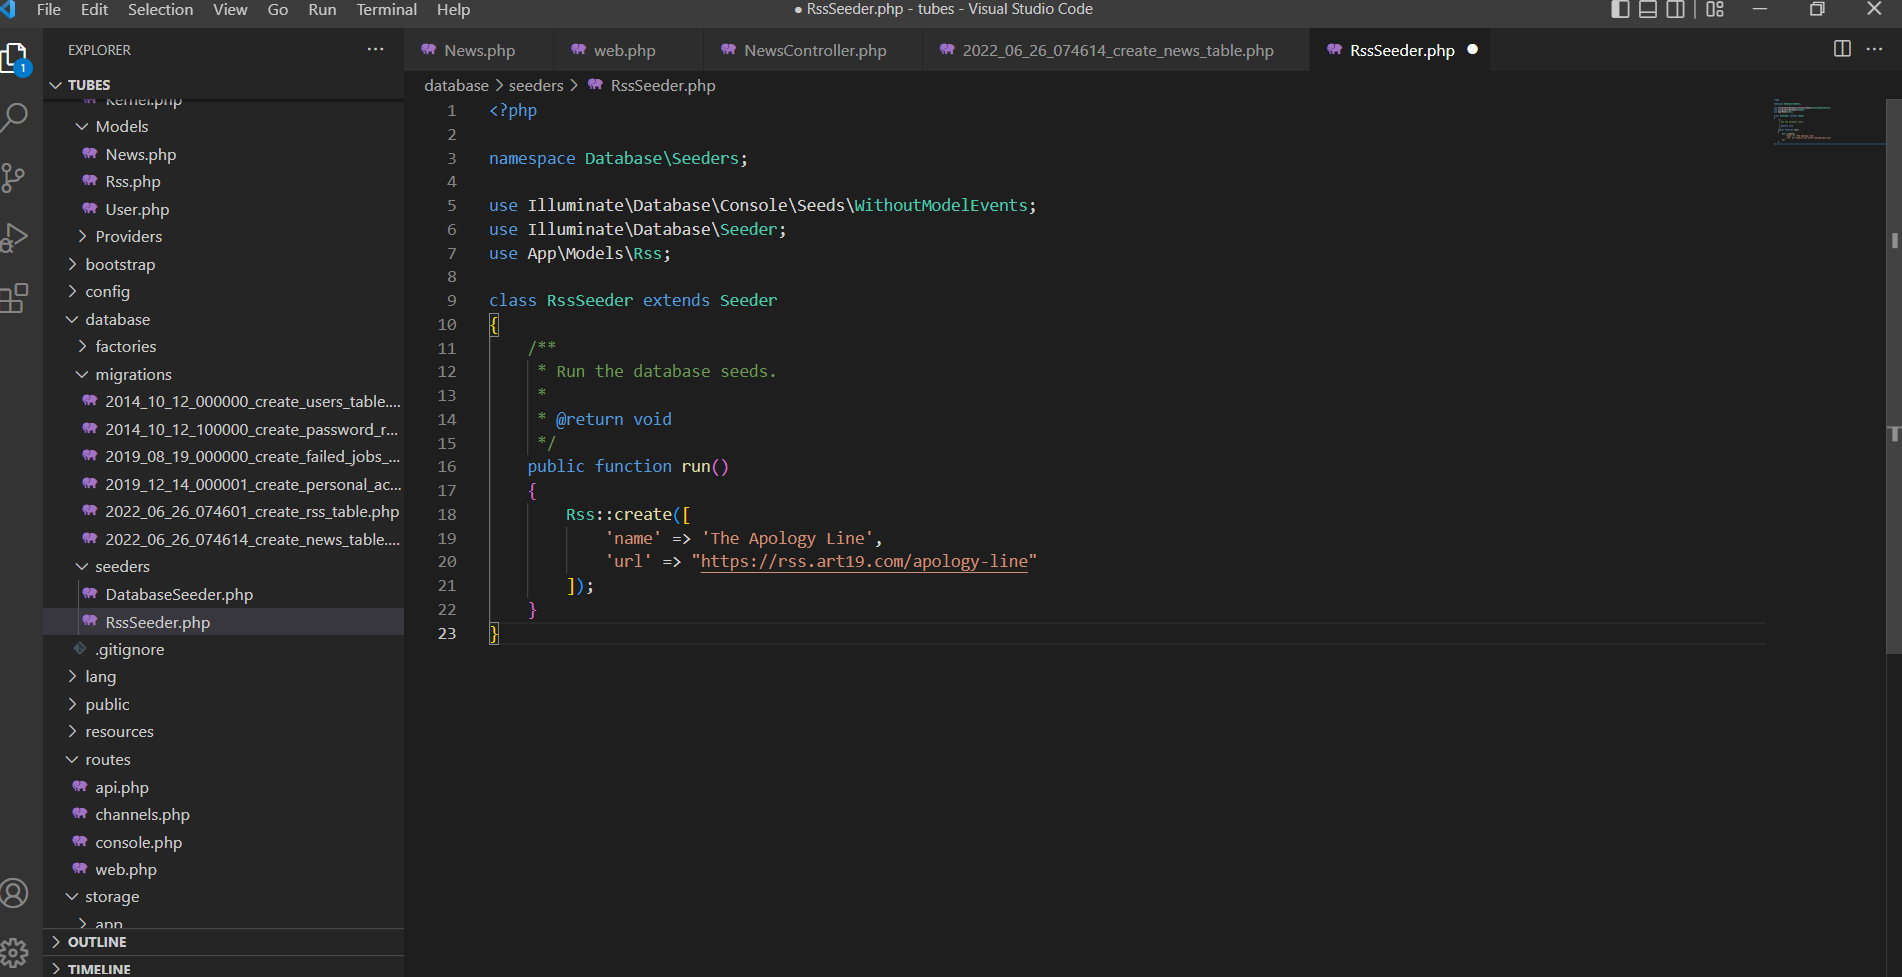 File Edit Selection View Go Run Terminal Help
● RssSeeder.php - tubes - Visual Studio Code
1
EXPLORER ···
TUBES
Kernel.php
Models
News.php
Rss.php
User.php
Providers
bootstrap
config
database
factories
migrations
2014_10_12_000000_create_users_table....
2014_10_12_100000_create_password_r...
2019_08_19_000000_create_failed_jobs_...
2019_12_14_000001_create_personal_ac...
2022_06_26_074601_create_rss_table.php
2022_06_26_074614_create_news_table....
seeders
DatabaseSeeder.php
RssSeeder.php
.gitignore
lang
public
resources
routes
api.php
channels.php
console.php
web.php
storage
app
OUTLINE
TIMELINE
News.php web.php NewsController.php 2022_06_26_074614_create_news_table.php RssSeeder.php ●
database > seeders > RssSeeder.php
1 <?php
2
3 namespace Database\Seeders;
4
5 use Illuminate\Database\Console\Seeds\WithoutModelEvents;
6 use Illuminate\Database\Seeder;
7 use App\Models\Rss;
8
9 class RssSeeder extends Seeder
10 {
11 /**
12 * Run the database seeds.
13 *
14 * @return void
15 */
16 public function run()
17 {
18 Rss::create([
19 'name' => 'The Apology Line',
20 'url' => "https://rss.art19.com/apology-line"
21 ]);
22 }
23 }